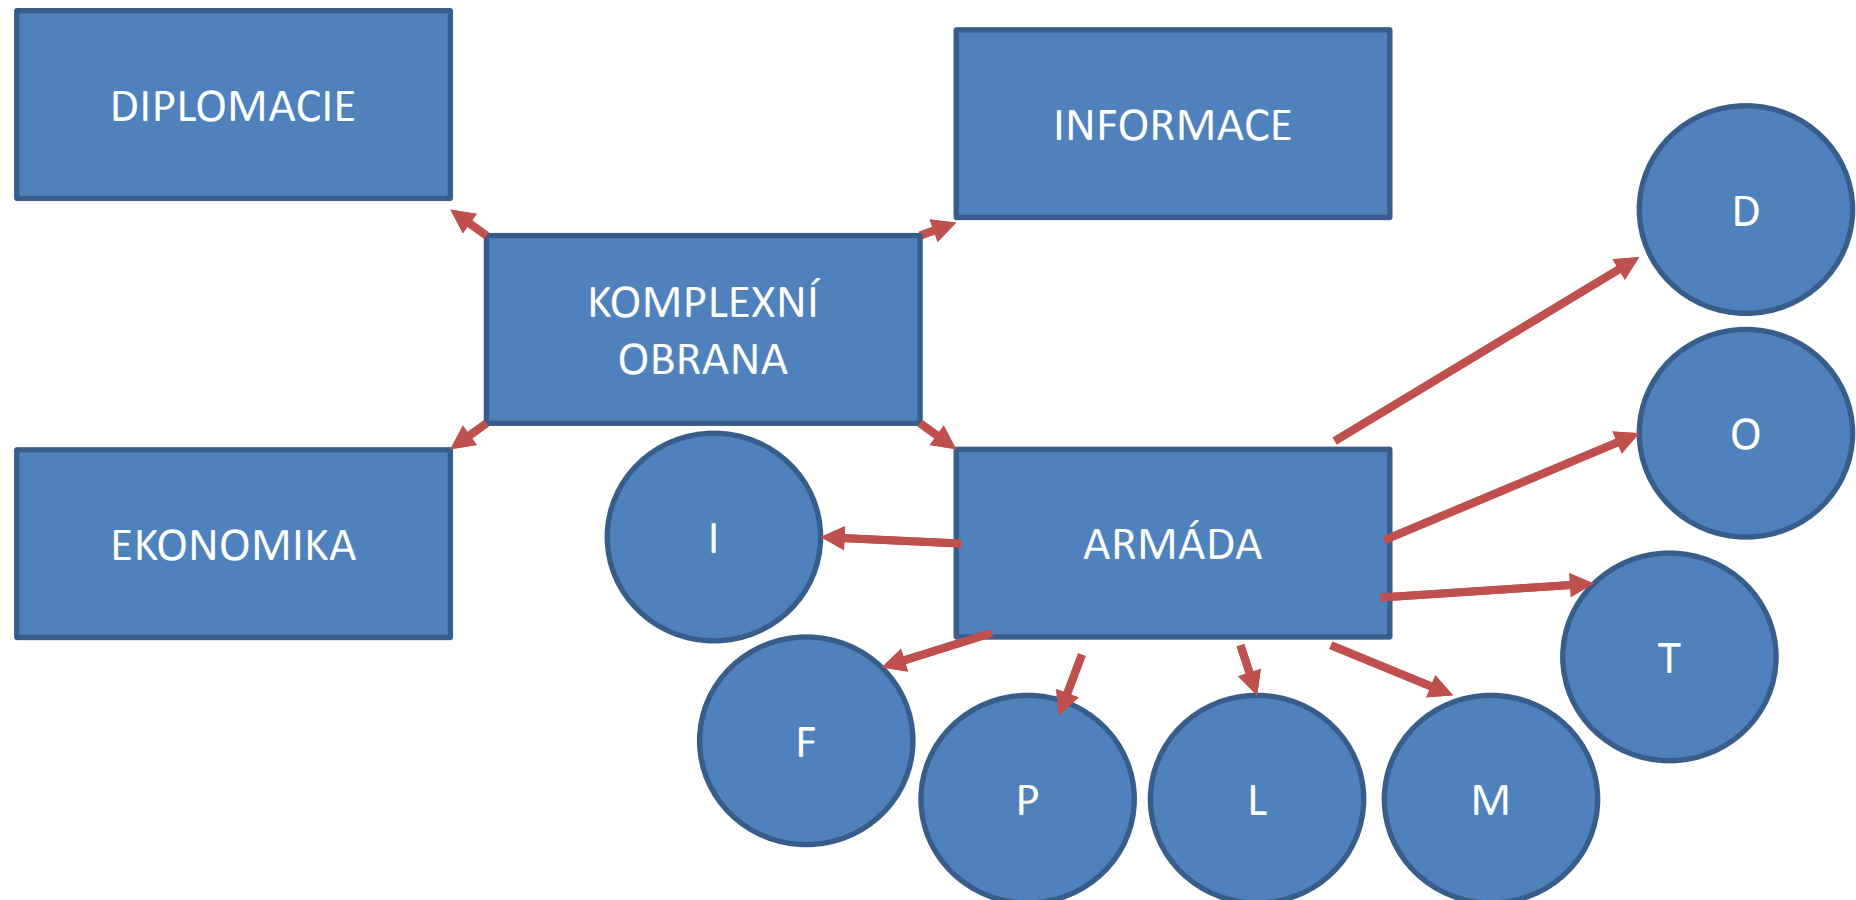 DIPLOMACIE
INFORMACE
KOMPLEXNÍ
OBRANA
EKONOMIKA
ARMÁDA
D
O
T
M
L
P
F
I